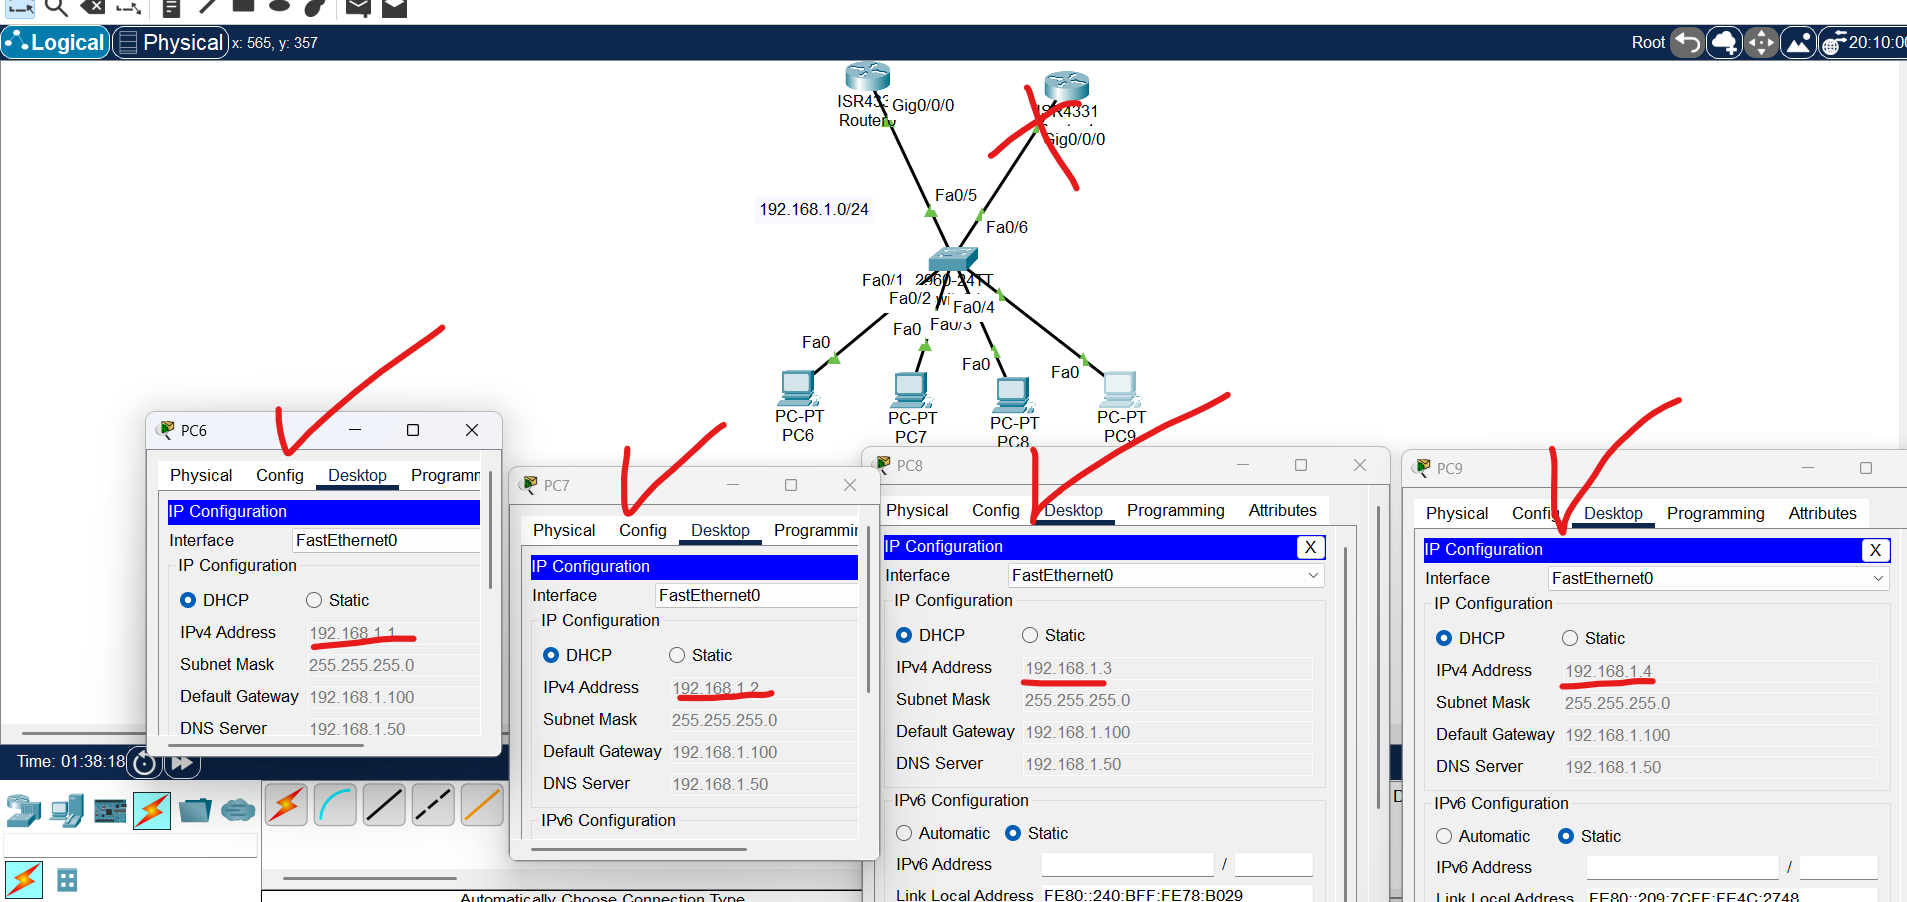 Logical
Physical
x: 565, y: 357
Root
20:10:00
ISR433
Gig0/0/0
Router0
ISR4331
Gig0/0/0
Fa0/5
192.168.1.0/24
Fa0/6
Fa0/1
2960-24TT
Fa0/2
Fa0/4
Fa0/3
Fa0
Fa0
Fa0
Fa0
PC-PT
PC6
PC-PT
PC7
PC-PT
PC8
PC-PT
PC9
PC6
Physical
Config
Desktop
Programm
IP Configuration
Interface
FastEthernet0
IP Configuration
DHCP
Static
IPv4 Address
192.168.1.1
Subnet Mask
255.255.255.0
Default Gateway
192.168.1.100
DNS Server
192.168.1.50
PC7
Physical
Config
Desktop
Programmin
IP Configuration
Interface
FastEthernet0
IP Configuration
DHCP
Static
IPv4 Address
192.168.1.2
Subnet Mask
255.255.255.0
Default Gateway
192.168.1.100
DNS Server
192.168.1.50
IPv6 Configuration
PC8
Physical
Config
Desktop
Programming
Attributes
IP Configuration
X
Interface
FastEthernet0
IP Configuration
DHCP
Static
IPv4 Address
192.168.1.3
Subnet Mask
255.255.255.0
Default Gateway
192.168.1.100
DNS Server
192.168.1.50
IPv6 Configuration
Automatic
Static
IPv6 Address
/
Link Local Address
FE80::240:BFF:FE78:B029
PC9
Physical
Config
Desktop
Programming
Attributes
IP Configuration
X
Interface
FastEthernet0
IP Configuration
DHCP
Static
IPv4 Address
192.168.1.4
Subnet Mask
255.255.255.0
Default Gateway
192.168.1.100
DNS Server
192.168.1.50
IPv6 Configuration
Automatic
Static
IPv6 Address
/
Link Local Address
FE80::209:7CFF:FE4C:2748
Time: 01:38:18
Automatically Choose Connection Type